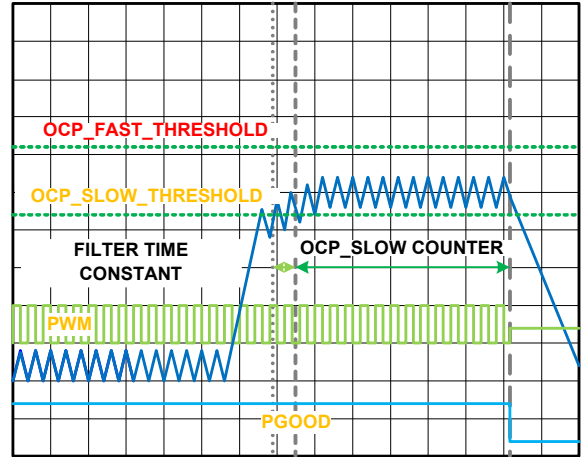 OCP_FAST_THRESHOLD
OCP_SLOW_THRESHOLD
FILTER TIME
CONSTANT
OCP_SLOW COUNTER
PWM
PGOOD